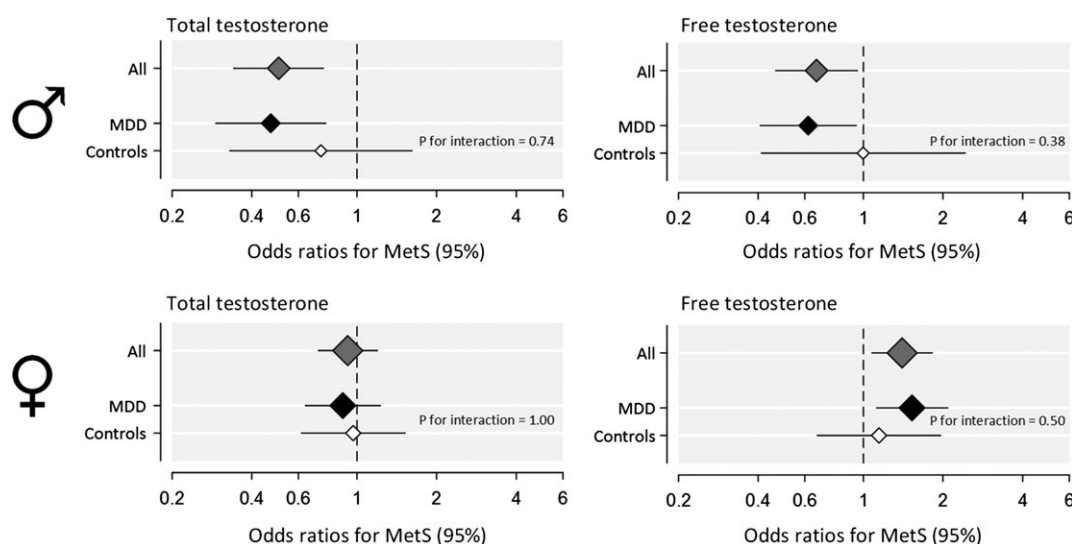 Total testosterone
All
MDD
P for interaction = 0.74
Controls
0.2 0.4 0.6 1 2 4 6
Odds ratios for MetS (95%)
Free testosterone
All
MDD
P for interaction = 0.38
Controls
0.2 0.4 0.6 1 2 4 6
Odds ratios for MetS (95%)
Total testosterone
All
MDD
P for interaction = 1.00
Controls
0.2 0.4 0.6 1 2 4 6
Odds ratios for MetS (95%)
Free testosterone
All
MDD
P for interaction = 0.50
Controls
0.2 0.4 0.6 1 2 4 6
Odds ratios for MetS (95%)